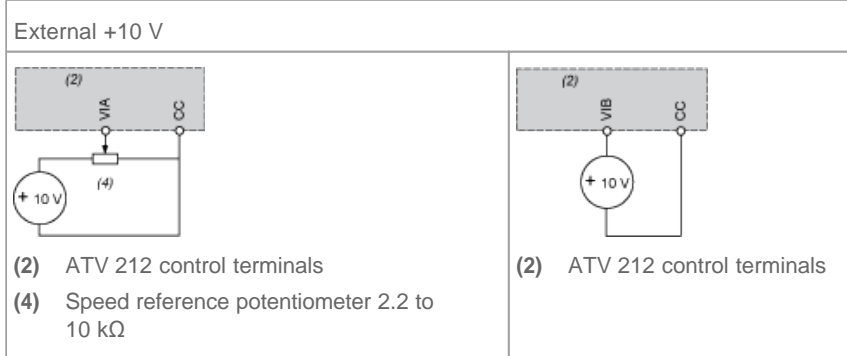 External +10 V
(2)
VIA
CC
(4)
+ 10 V
(2) ATV 212 control terminals
(4) Speed reference potentiometer 2.2 to
10 kΩ
(2)
VIB
CC
+ 10 V
(2) ATV 212 control terminals